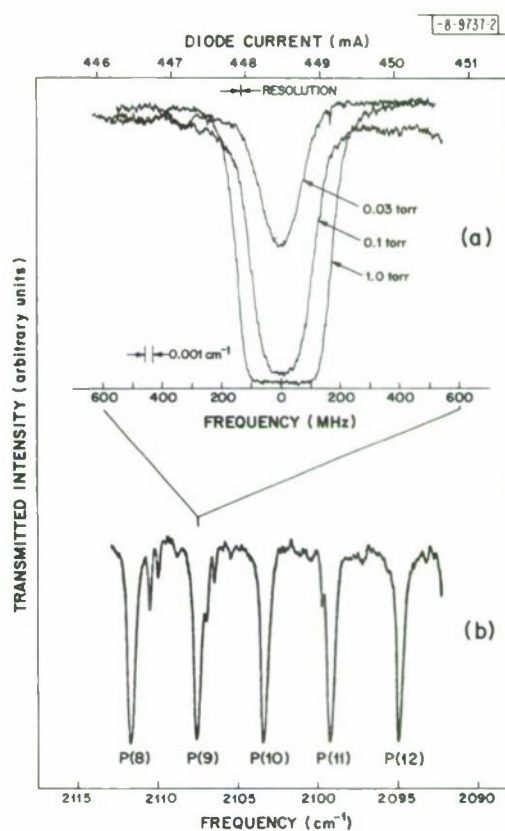 -8-9737-2
DIODE CURRENT (mA)
446 447 448 449 450 451
RESOLUTION
0.03 torr
0.1 torr
1.0 torr
(a)
0.001 cm⁻¹
600 400 200 0 200 400 600
FREQUENCY (MHz)
TRANSMITTED INTENSITY (arbitrary units)
(b)
P(8) P(9) P(10) P(11) P(12)
2115 2110 2105 2100 2095 2090
FREQUENCY (cm⁻¹)